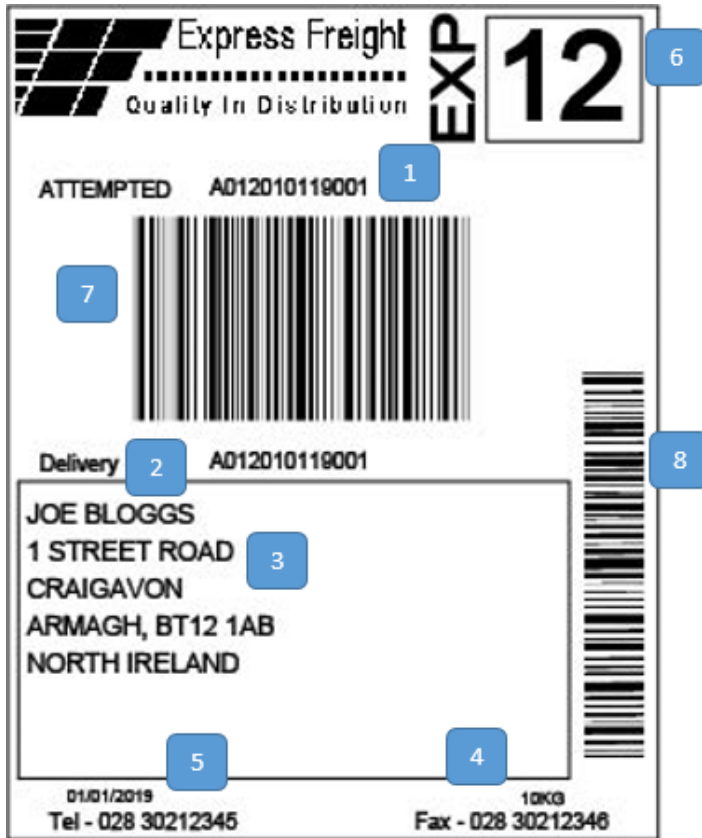 Express Freight
Quality In Distribution
EXP
12
6
1
ATTEMPTED A012010119001
7
8
Delivery 2 A012010119001
JOE BLOGGS
1 STREET ROAD
3
CRAIGAVON
ARMAGH, BT12 1AB
NORTH IRELAND
5
4
01/01/2019 10KG
Tel - 028 30212345 Fax - 028 30212346